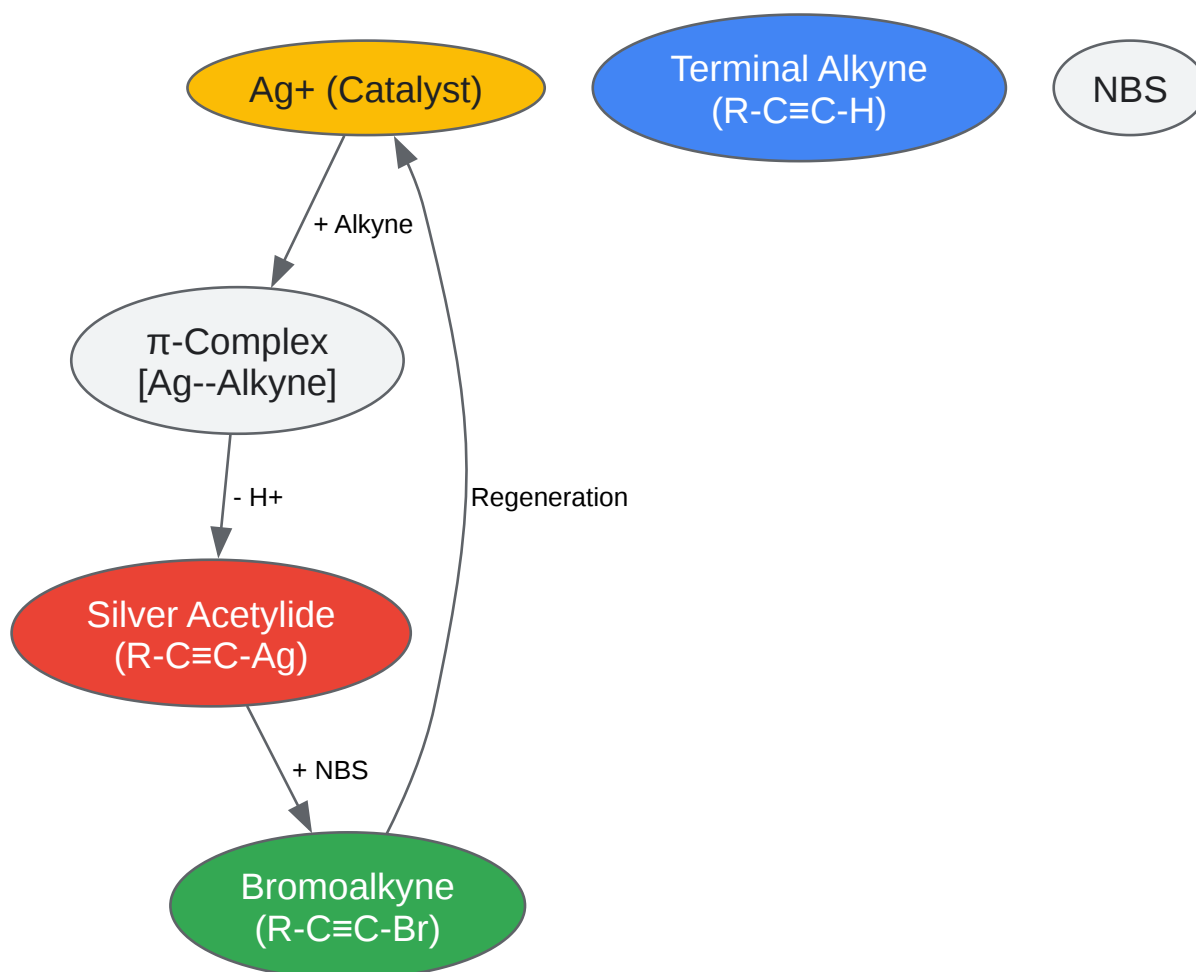 Ag+ (Catalyst)
Terminal Alkyne
(R-C≡C-H)
NBS
+ Alkyne
π-Complex
[Ag--Alkyne]
- H+
Regeneration
Silver Acetylide
(R-C≡C-Ag)
+ NBS
Bromoalkyne
(R-C≡C-Br)